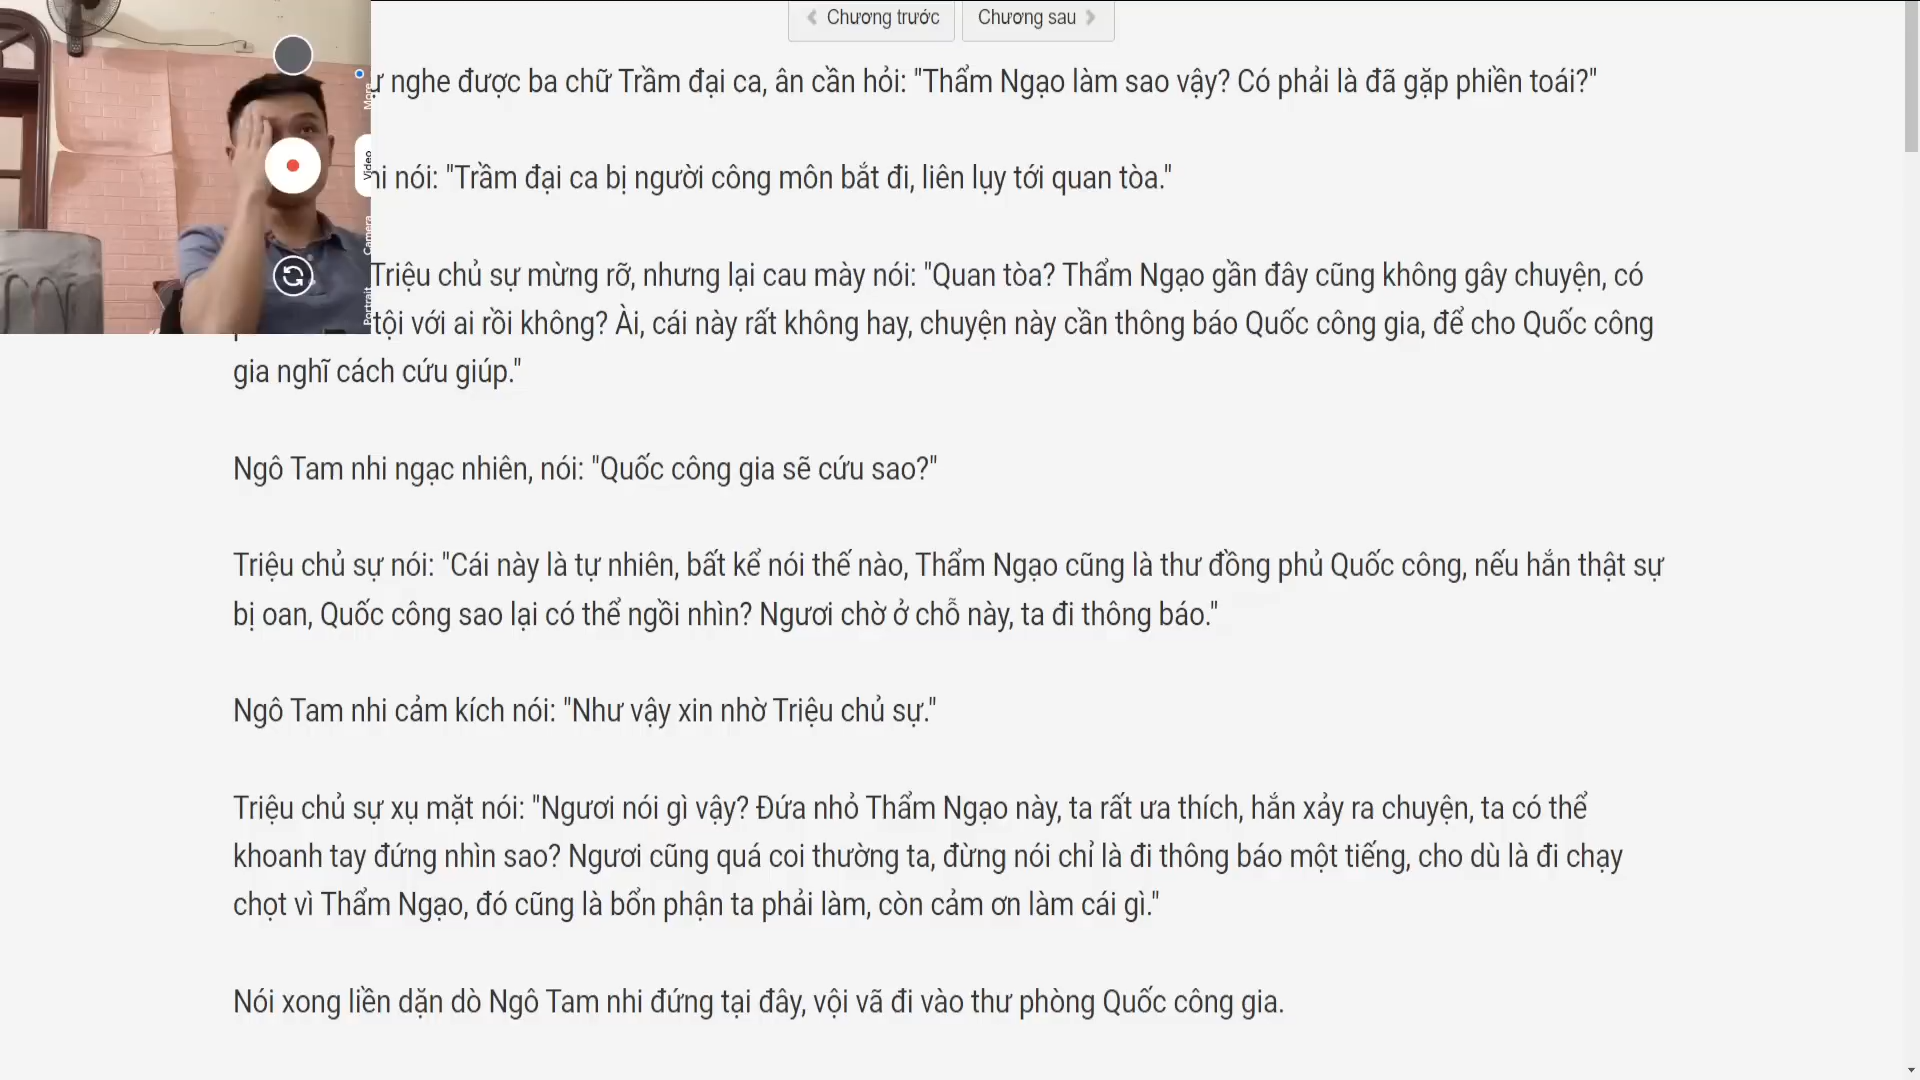 Chương trước
Chương sau
nghe được ba chữ Trầm đại ca, ân cần hỏi: "Thẩm Ngạo làm sao vậy? Có phải là đã gặp phiền toái?"
nói: "Trầm đại ca bị người công môn bắt đi, liên lụy tới quan tòa."
Triệu chủ sự mừng rỡ, nhưng lại cau mày nói: "Quan tòa? Thẩm Ngạo gần đây cũng không gây chuyện, có
tội với ai rồi không? Ài, cái này rất không hay, chuyện này cần thông báo Quốc công gia, để cho Quốc công
gia nghĩ cách cứu giúp."
Ngô Tam nhi ngạc nhiên, nói: "Quốc công gia sẽ cứu sao?"
Triệu chủ sự nói: "Cái này là tự nhiên, bất kể nói thế nào, Thẩm Ngạo cũng là thư đồng phủ Quốc công, nếu hắn thật sự
bị oan, Quốc công sao lại có thể ngồi nhìn? Ngươi chờ ở chỗ này, ta đi thông báo."
Ngô Tam nhi cảm kích nói: "Như vậy xin nhờ Triệu chủ sự."
Triệu chủ sự xụ mặt nói: "Ngươi nói gì vậy? Đứa nhỏ Thẩm Ngạo này, ta rất ưa thích, hắn xảy ra chuyện, ta có thể
khoanh tay đứng nhìn sao? Ngươi cũng quá coi thường ta, đừng nói chỉ là đi thông báo một tiếng, cho dù là đi chạy
chọt vì Thẩm Ngạo, đó cũng là bổn phận ta phải làm, còn cảm ơn làm cái gì."
Nói xong liền dặn dò Ngô Tam nhi đứng tại đây, vội vã đi vào thư phòng Quốc công gia.
More
Video
Camera
Portrait